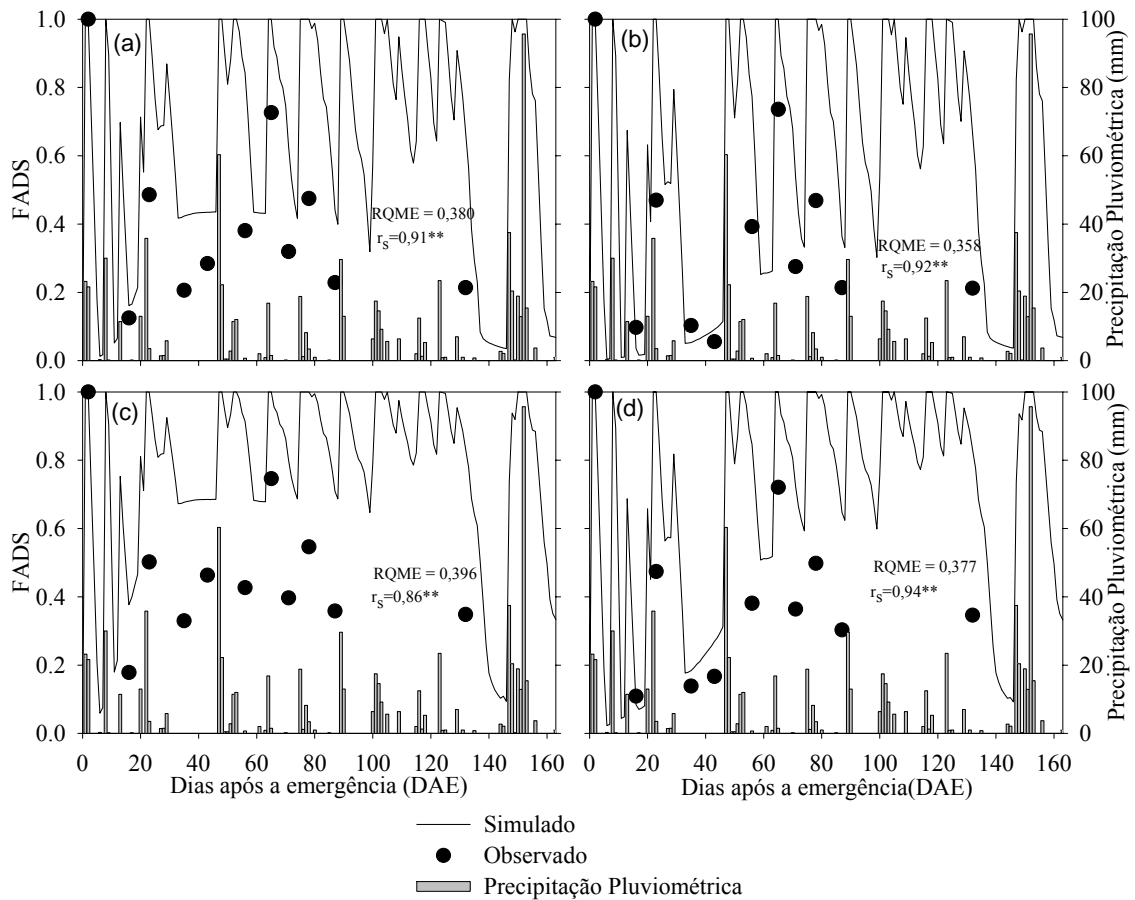 1.0
0.8
0.6
0.4
0.2
0.0
FADS
(a)
RQME = 0,380
rs=0,91**
(b)
RQME = 0,358
rs=0,92**
100
80
60
40
20
0
Precipitação Pluviométrica (mm)
1.0
0.8
0.6
0.4
0.2
0.0
FADS
(c)
RQME = 0,396
rs=0,86**
(d)
RQME = 0,377
rs=0,94**
100
80
60
40
20
0
Precipitação Pluviométrica (mm)
0 20 40 60 80 100 120 140 160
0 20 40 60 80 100 120 140 160
Dias após a emergência (DAE)
Dias após a emergência(DAE)
Simulado
Observado
Precipitação Pluviométrica